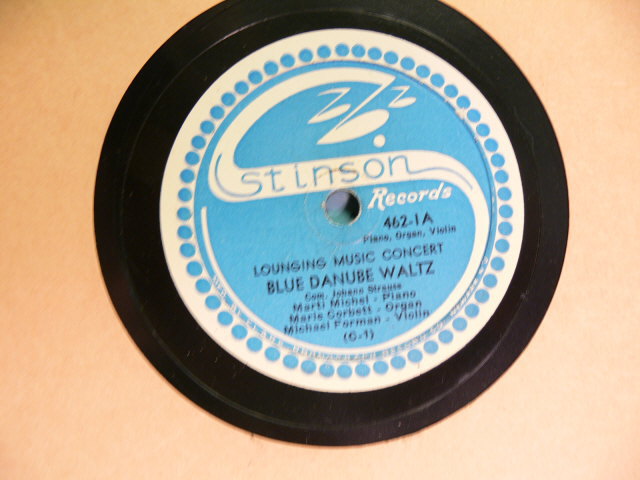 Stinson
Records
462-1A
Piano, Organ, Violin
LOUNGING MUSIC CONCERT
BLUE DANUBE WALTZ
Com. Johann Strauss
Marti Michel - Piano
Marie Corbett - Organ
Michael Forman - Violin
(C-1)